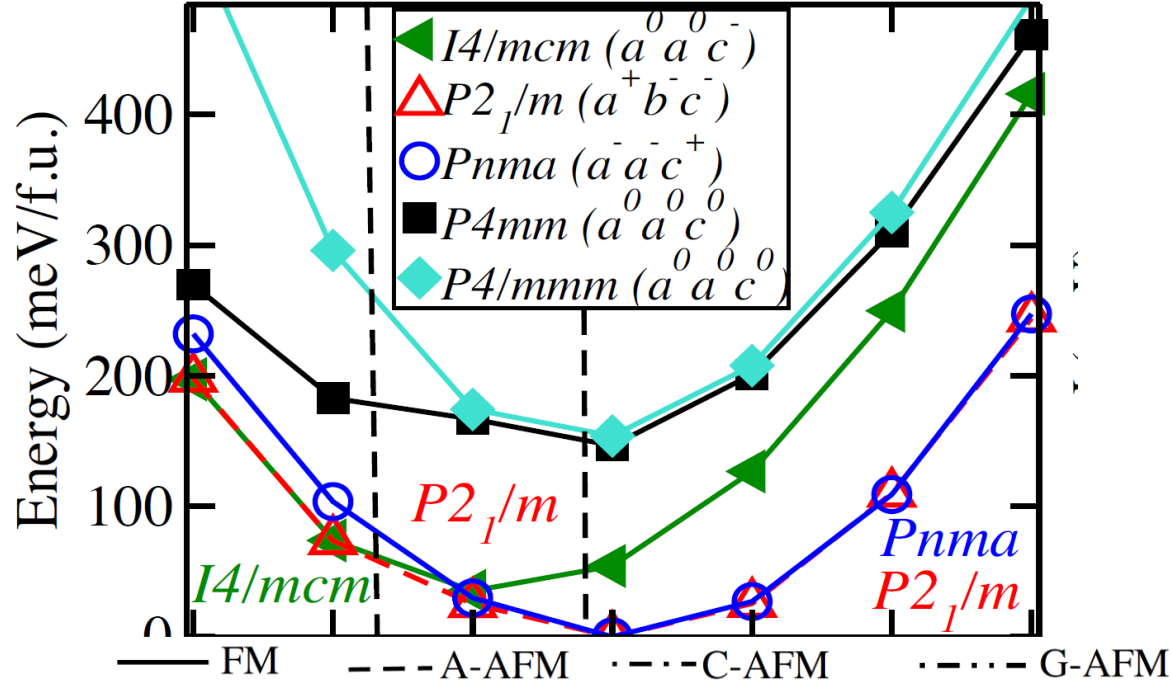 I4/mcm (a⁰a⁰c⁻)
P2₁/m (a⁺b⁻c⁻)
Pnma (a⁻a⁻c⁺)
P4mm (a⁰a⁰c⁰)
P4/mmm (a⁰a⁰c⁰)
Energy (meV/f.u.)
400
300
200
100
0
P2₁/m
I4/mcm
Pnma
P2₁/m
FM
A-AFM
C-AFM
G-AFM